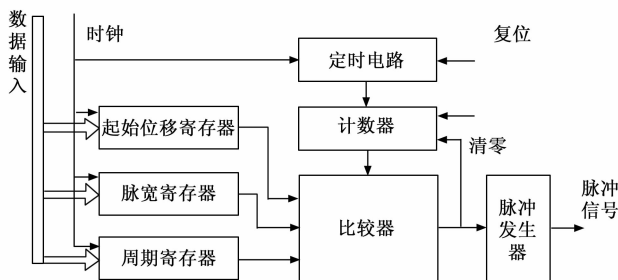 数据输入
时钟
复位
定时电路
计数器
起始位移寄存器
清零
脉宽寄存器
比较器
脉冲发生器
脉冲信号
周期寄存器